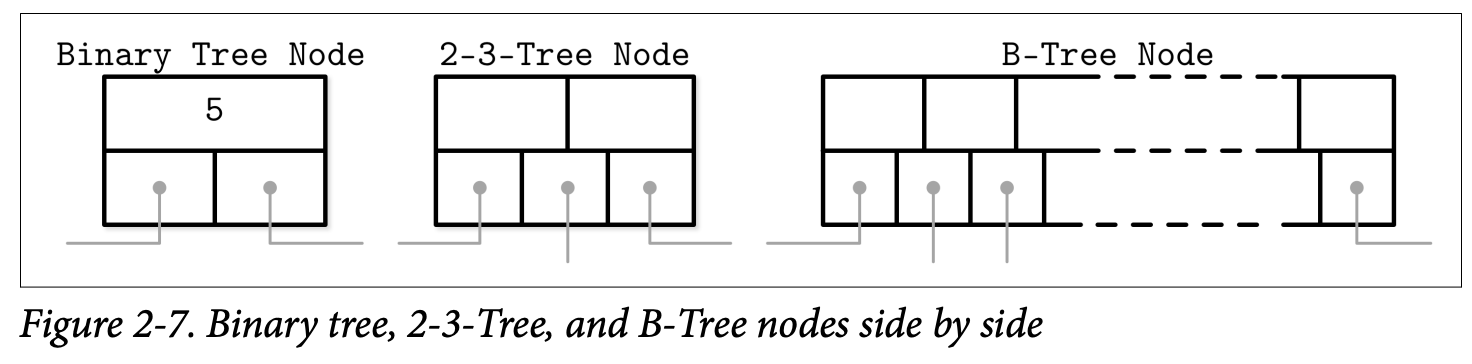 Binary Tree Node 2-3-Tree Node B-Tree Node
5
Figure 2-7. Binary tree, 2-3-Tree, and B-Tree nodes side by side